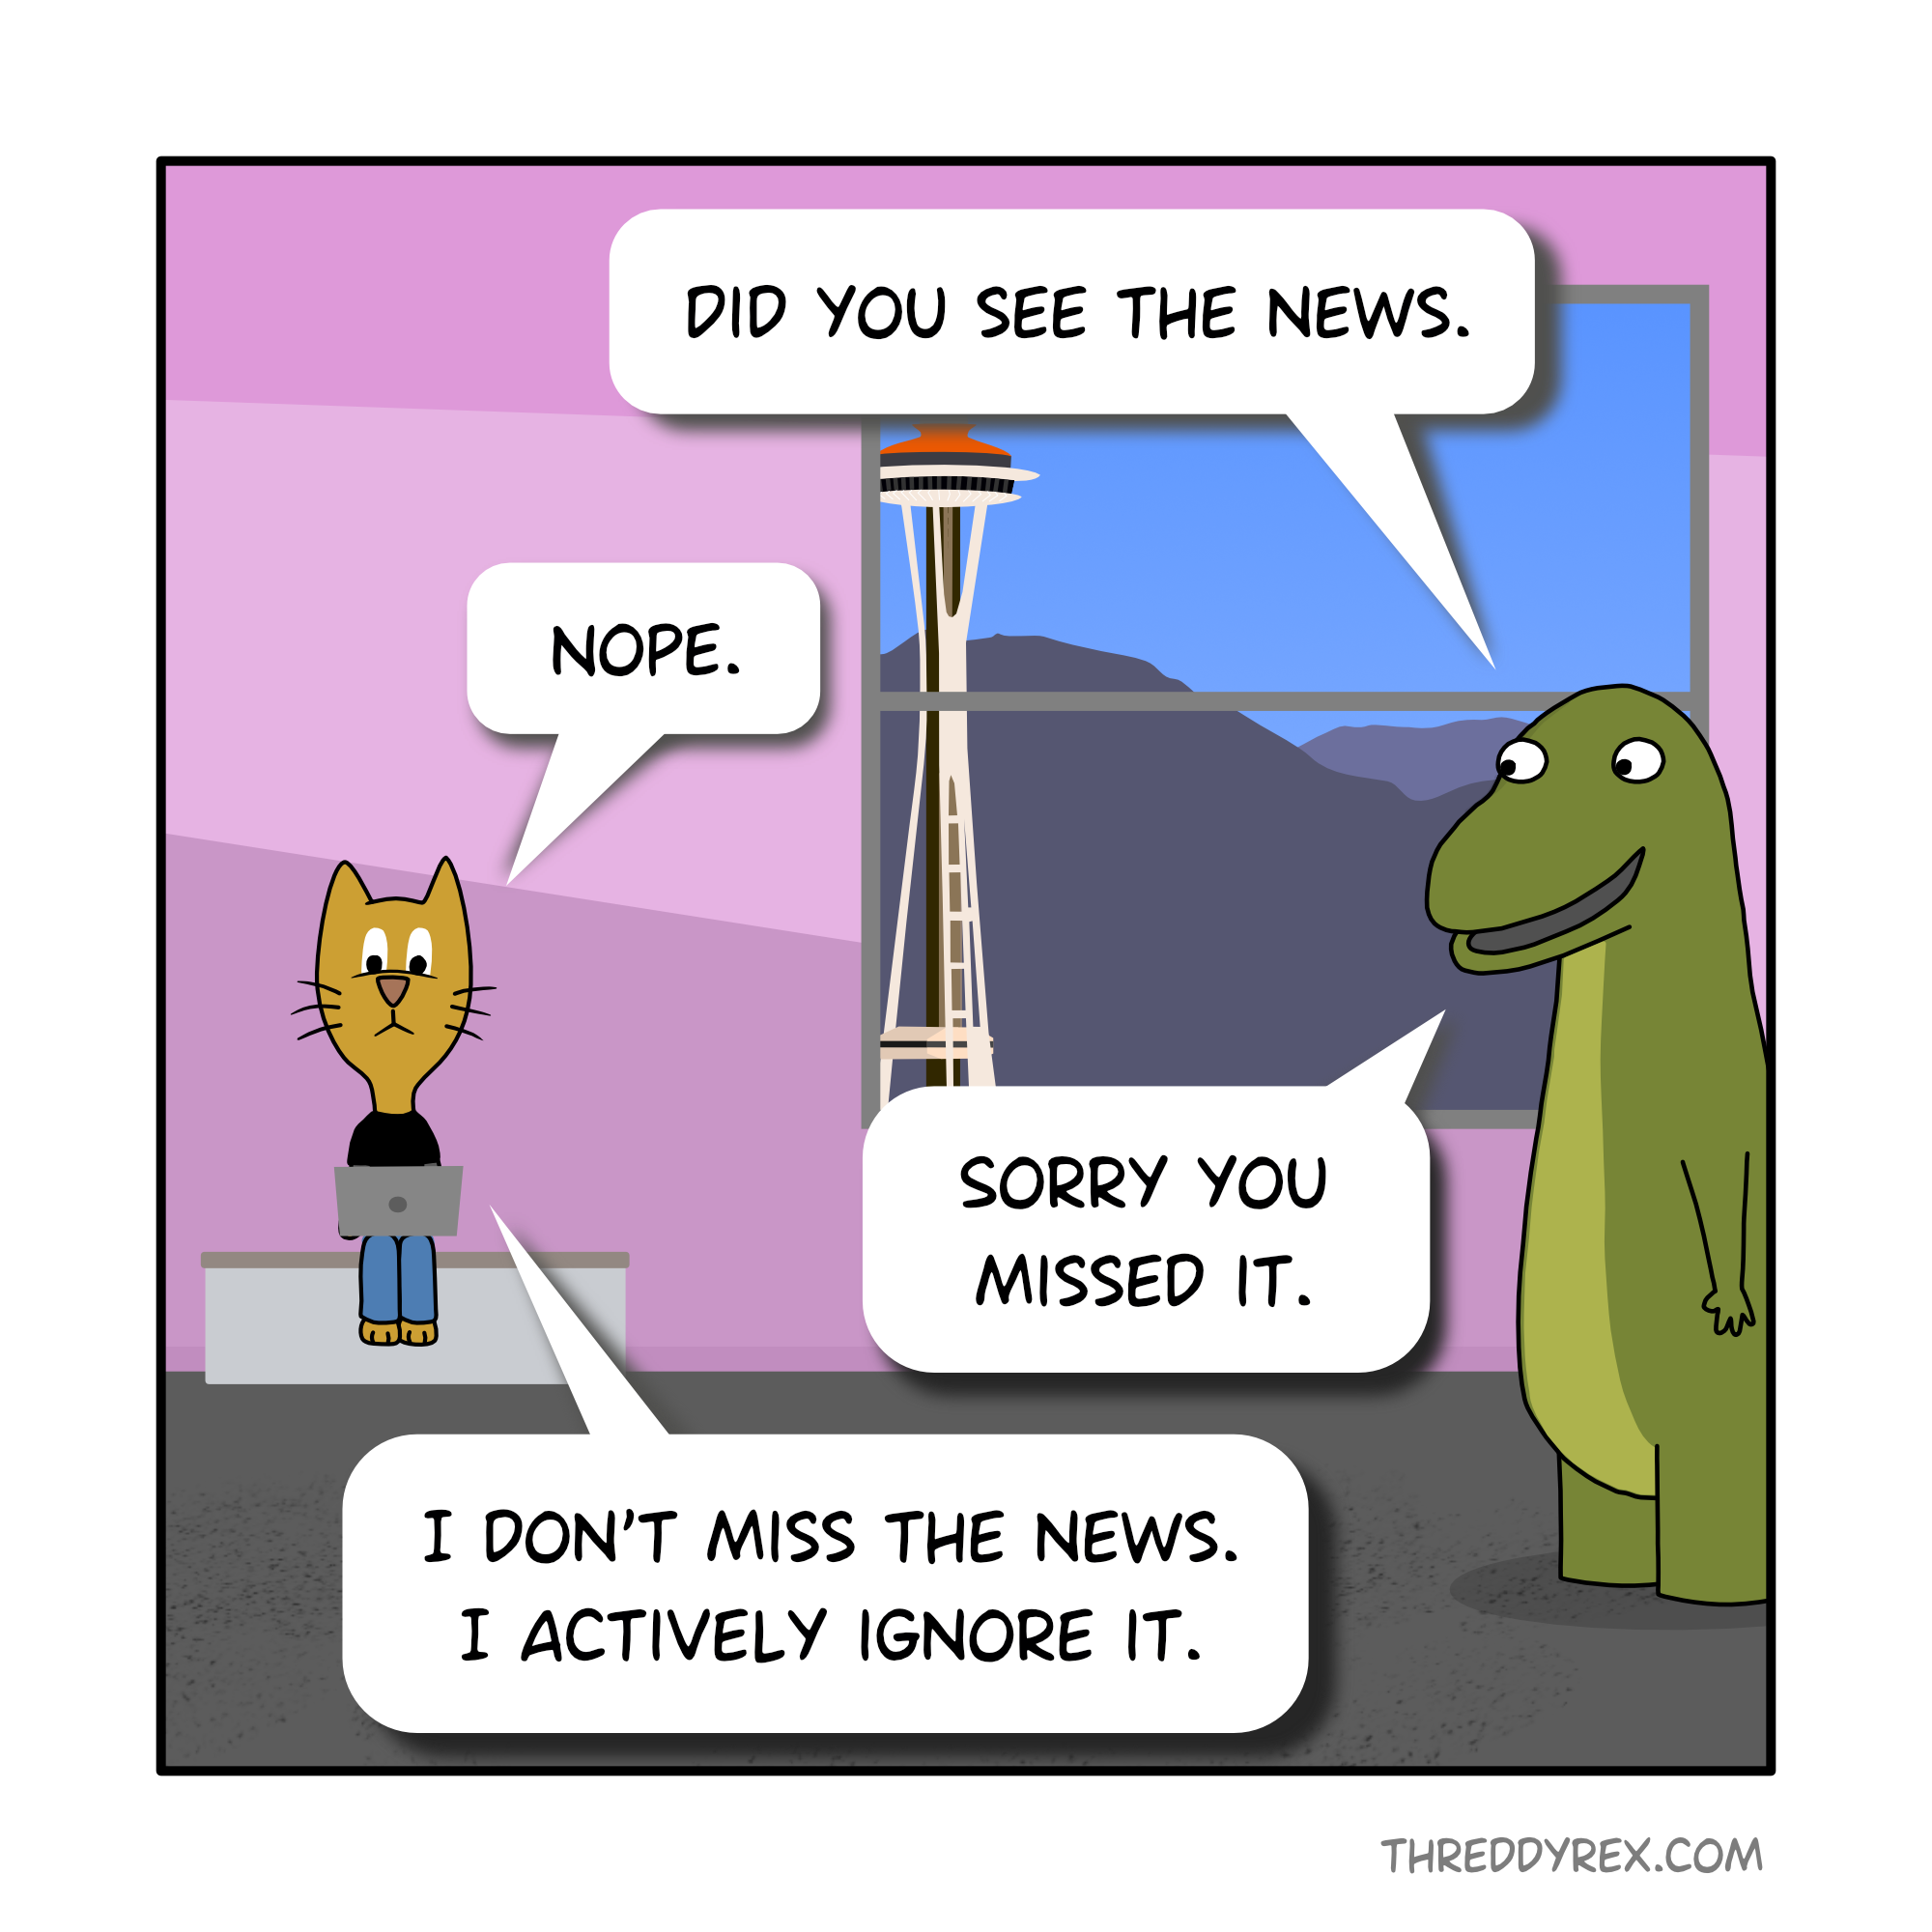 DID YOU SEE THE NEWS.
NOPE.
SORRY YOU
MISSED IT.
I DON'T MISS THE NEWS.
I ACTIVELY IGNORE IT.
THREDDYREX.COM